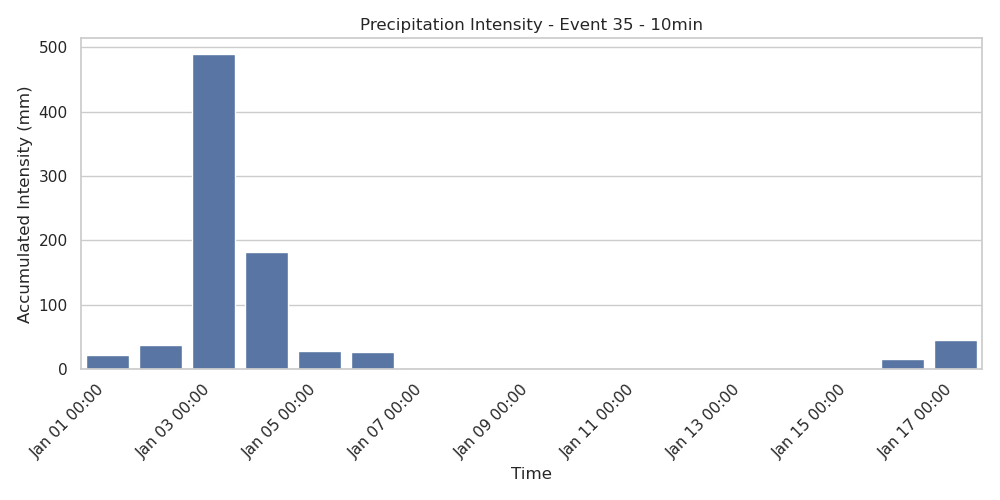 Precipitation Intensity - Event 35 - 10min
Accumulated Intensity (mm)
500
400
300
200
100
0
Jan 01 00:00
Jan 03 00:00
Jan 05 00:00
Jan 07 00:00
Jan 09 00:00
Jan 11 00:00
Jan 13 00:00
Jan 15 00:00
Jan 17 00:00
Time